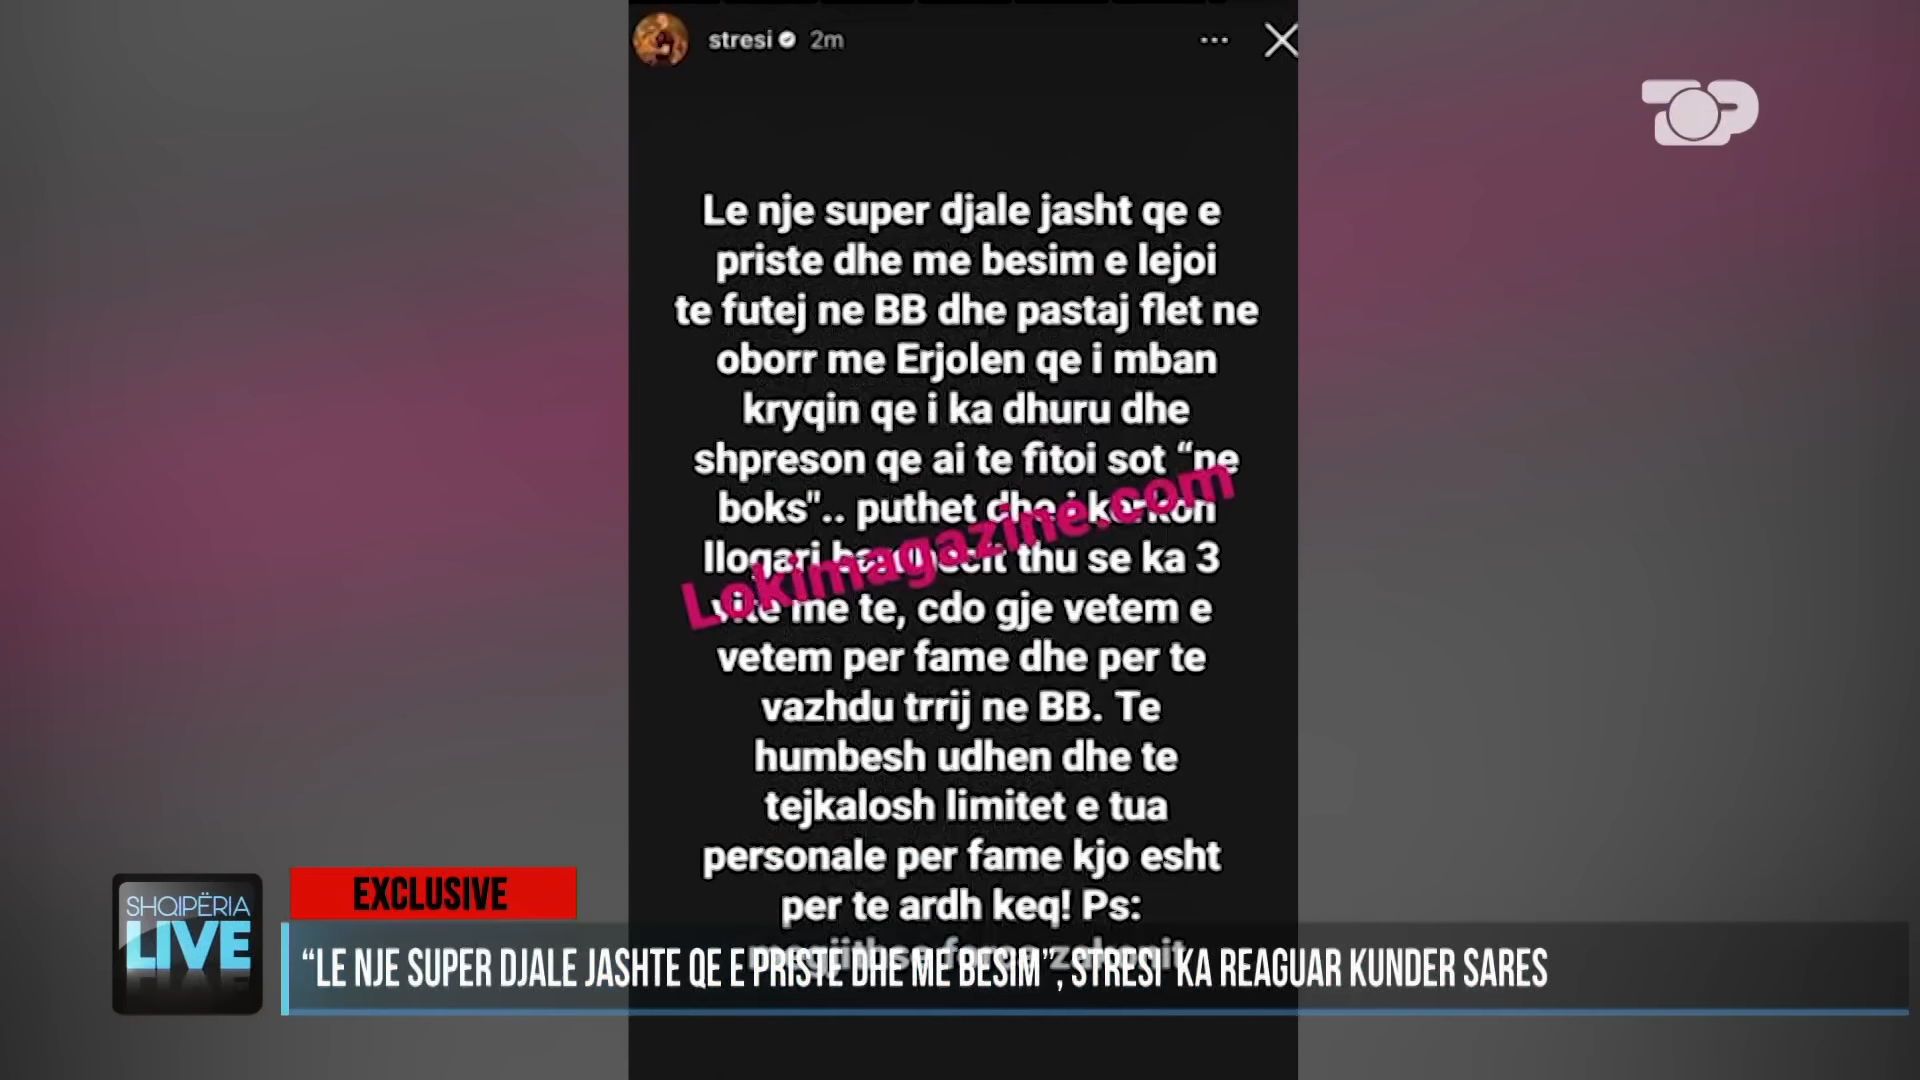 stresi 2m
TOP
Le nje super djale jasht qe e
priste dhe me besim e lejoi
te futej ne BB dhe pastaj flet ne
oborr me Erjolen qe i mban
kryqin qe i ka dhuru dhe
shpreson qe ai te fitoi sot “ne
boks".. puthet dhe i kerkon
llogari thu se ka 3
vite me te, cdo gje vetem e
vetem per fame dhe per te
vazhdu trrij ne BB. Te
humbesh udhen dhe te
tejkalosh limitet e tua
personale per fame kjo esht
per te ardh keq! Ps:
Lokimagazine.com
EXCLUSIVE
SHQIPËRIA
LIVE
“LE NJE SUPER DJALE JASHTE QE E PRISTE DHE ME BESIM”, STRESI KA REAGUAR KUNDER SARES